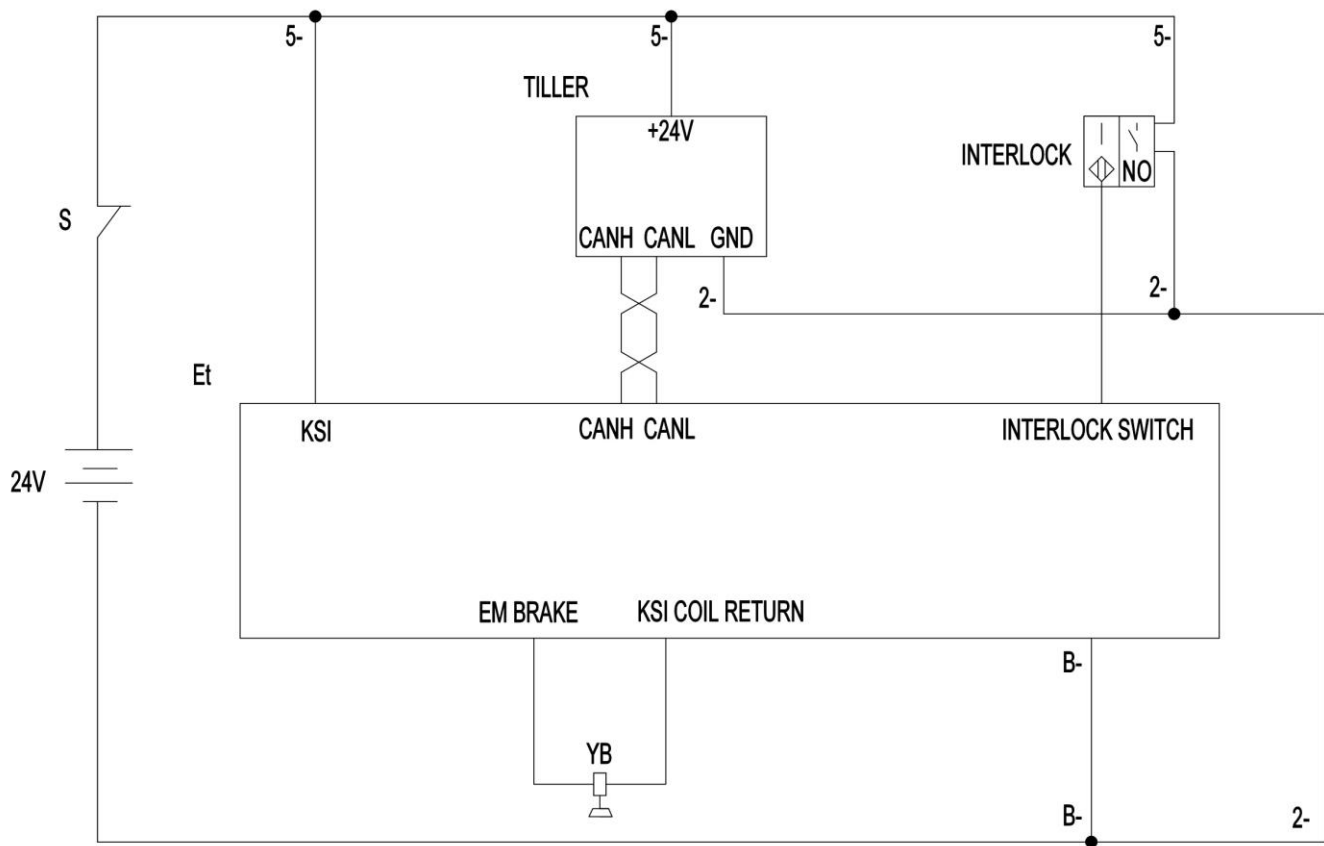 5- 5- 5-
TILLER
+24V
INTERLOCK NO
S
CANH CANL GND
2- 2-
Et
KSI CANH CANL INTERLOCK SWITCH
24V
EM BRAKE KSI COIL RETURN
B-
YB
B- 2-